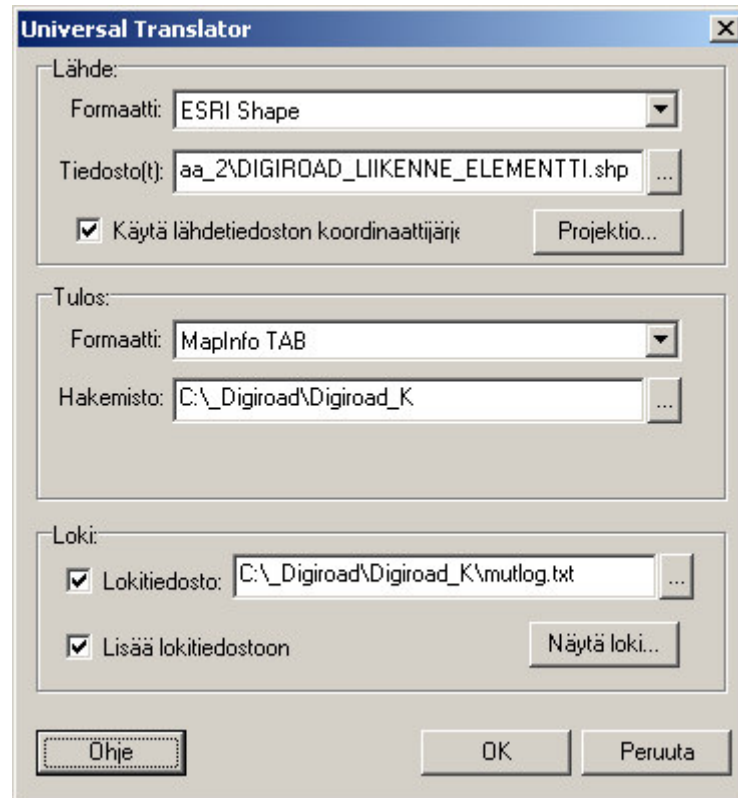 Universal Translator
Lähde:
Formaatti: ESRI Shape
Tiedosto(t): aa_2\DIGIROAD_LIIKENNE_ELEMENTTI.shp ...
Käytä lähdetiedoston koordinaattijärje Projektio...
Tulos:
Formaatti: MapInfo TAB
Hakemisto: C:\_Digiroad\Digiroad_K ...
Loki:
Lokitiedosto: C:\_Digiroad\Digiroad_K\mutlog.txt ...
Lisää lokitiedostoon Näytä loki...
Ohje OK Peruuta